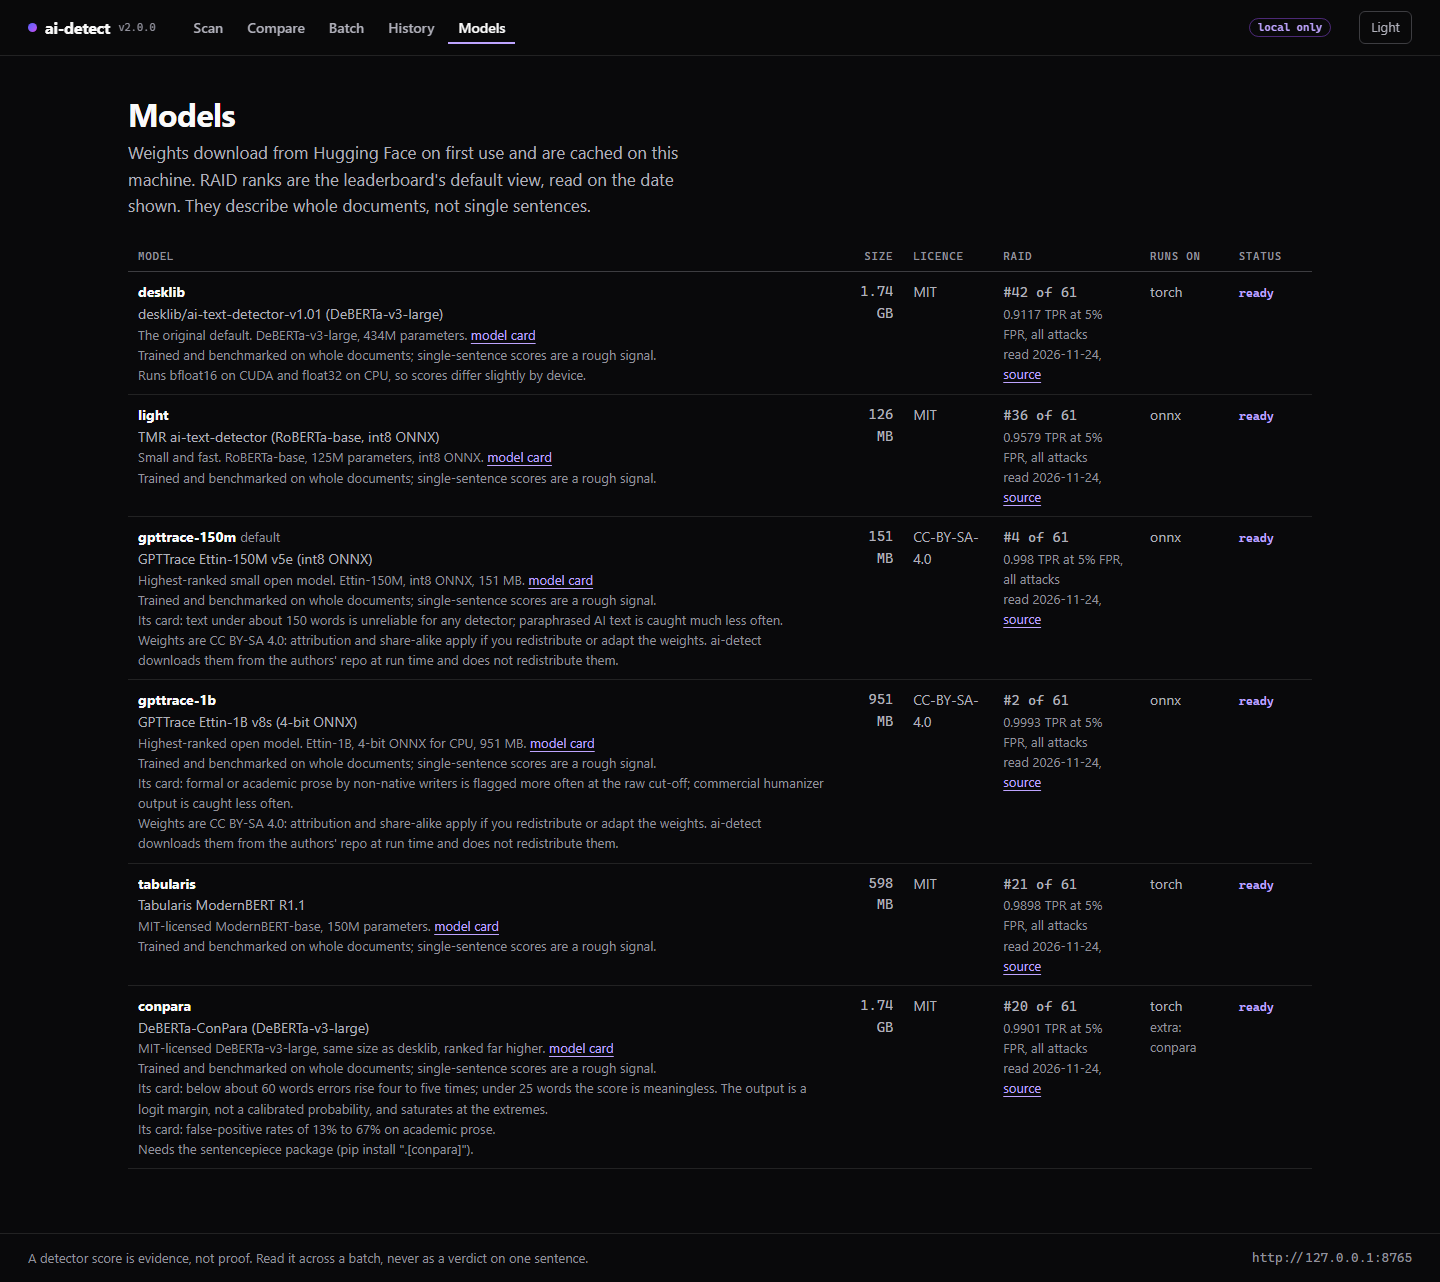 ai-detect v2.0.0 Scan Compare Batch History Models local only Light
Models
Weights download from Hugging Face on first use and are cached on this
machine. RAID ranks are the leaderboard's default view, read on the date
shown. They describe whole documents, not single sentences.
MODEL SIZE LICENCE RAID RUNS ON STATUS
desklib
desklib/ai-text-detector-v1.01 (DeBERTa-v3-large)
The original default. DeBERTa-v3-large, 434M parameters. model card
Trained and benchmarked on whole documents; single-sentence scores are a rough signal.
Runs bfloat16 on CUDA and float32 on CPU, so scores differ slightly by device.
1.74
GB
MIT
#42 of 61
0.9117 TPR at 5%
FPR, all attacks
read 2026-11-24,
source
torch
ready
light
TMR ai-text-detector (RoBERTa-base, int8 ONNX)
Small and fast. RoBERTa-base, 125M parameters, int8 ONNX. model card
Trained and benchmarked on whole documents; single-sentence scores are a rough signal.
126
MB
MIT
#36 of 61
0.9579 TPR at 5%
FPR, all attacks
read 2026-11-24,
source
onnx
ready
gpttrace-150m default
GPTTrace Ettin-150M v5e (int8 ONNX)
Highest-ranked small open model. Ettin-150M, int8 ONNX, 151 MB. model card
Trained and benchmarked on whole documents; single-sentence scores are a rough signal.
Its card: text under about 150 words is unreliable for any detector; paraphrased AI text is caught much less often.
Weights are CC BY-SA 4.0: attribution and share-alike apply if you redistribute or adapt the weights. ai-detect
downloads them from the authors' repo at run time and does not redistribute them.
151
MB
CC-BY-SA-
4.0
#4 of 61
0.998 TPR at 5% FPR,
all attacks
read 2026-11-24,
source
onnx
ready
gpttrace-1b
GPTTrace Ettin-1B v8s (4-bit ONNX)
Highest-ranked open model. Ettin-1B, 4-bit ONNX for CPU, 951 MB. model card
Trained and benchmarked on whole documents; single-sentence scores are a rough signal.
Its card: formal or academic prose by non-native writers is flagged more often at the raw cut-off; commercial humanizer
output is caught less often.
Weights are CC BY-SA 4.0: attribution and share-alike apply if you redistribute or adapt the weights. ai-detect
downloads them from the authors' repo at run time and does not redistribute them.
951
MB
CC-BY-SA-
4.0
#2 of 61
0.9993 TPR at 5%
FPR, all attacks
read 2026-11-24,
source
onnx
ready
tabularis
Tabularis ModernBERT R1.1
MIT-licensed ModernBERT-base, 150M parameters. model card
Trained and benchmarked on whole documents; single-sentence scores are a rough signal.
598
MB
MIT
#21 of 61
0.9898 TPR at 5%
FPR, all attacks
read 2026-11-24,
source
torch
ready
conpara
DeBERTa-ConPara (DeBERTa-v3-large)
MIT-licensed DeBERTa-v3-large, same size as desklib, ranked far higher. model card
Trained and benchmarked on whole documents; single-sentence scores are a rough signal.
Its card: below about 60 words errors rise four to five times; under 25 words the score is meaningless. The output is a
logit margin, not a calibrated probability, and saturates at the extremes.
Its card: false-positive rates of 13% to 67% on academic prose.
Needs the sentencepiece package (pip install ".[conpara]").
1.74
GB
MIT
#20 of 61
0.9901 TPR at 5%
FPR, all attacks
read 2026-11-24,
source
torch
extra:
conpara
ready
A detector score is evidence, not proof. Read it across a batch, never as a verdict on one sentence.
http://127.0.0.1:8765